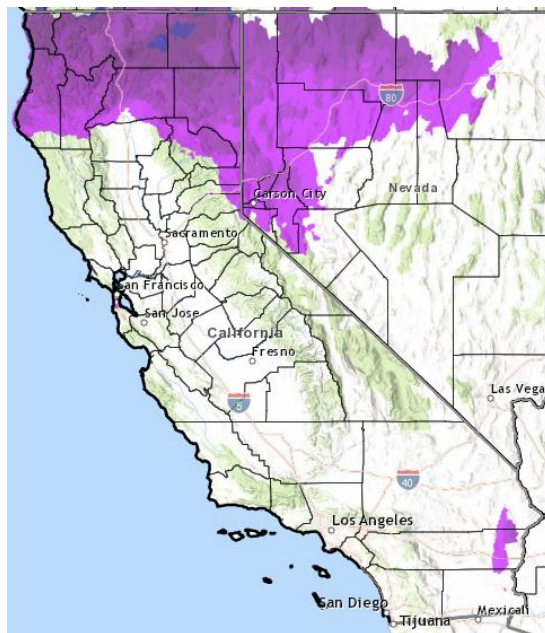 80
Carson City
Nevada
Sacramento
San Francisco
San Jose
California
Fresno
5
Las Vega
40
Los Angeles
San Diego
Tijuana
Mexicali